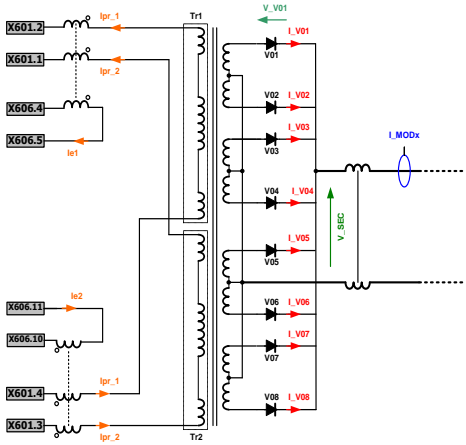 X601.2
Ipr_1
Tr1
V_V01
I_V01
V01
X601.1
Ipr_2
I_V02
V02
X606.4
I_V03
V03
X606.5
Ie1
I_MODx
I_V04
V04
V_SEC
I_V05
V05
X606.11
Ie2
I_V06
V06
X606.10
I_V07
V07
X601.4
Ipr_1
I_V08
V08
X601.3
Ipr_2
Tr2